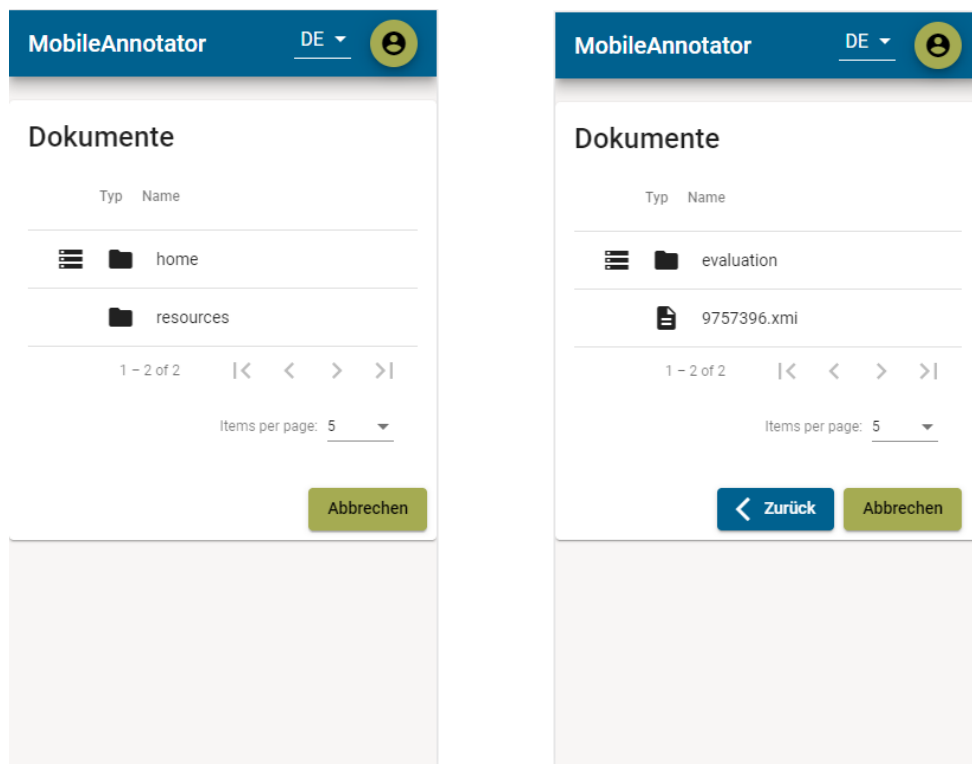 MobileAnnotator DE
Dokumente
Typ Name
home
resources
1 – 2 of 2
Items per page: 5
Abbrechen
MobileAnnotator DE
Dokumente
Typ Name
evaluation
9757396.xmi
1 – 2 of 2
Items per page: 5
Zurück Abbrechen